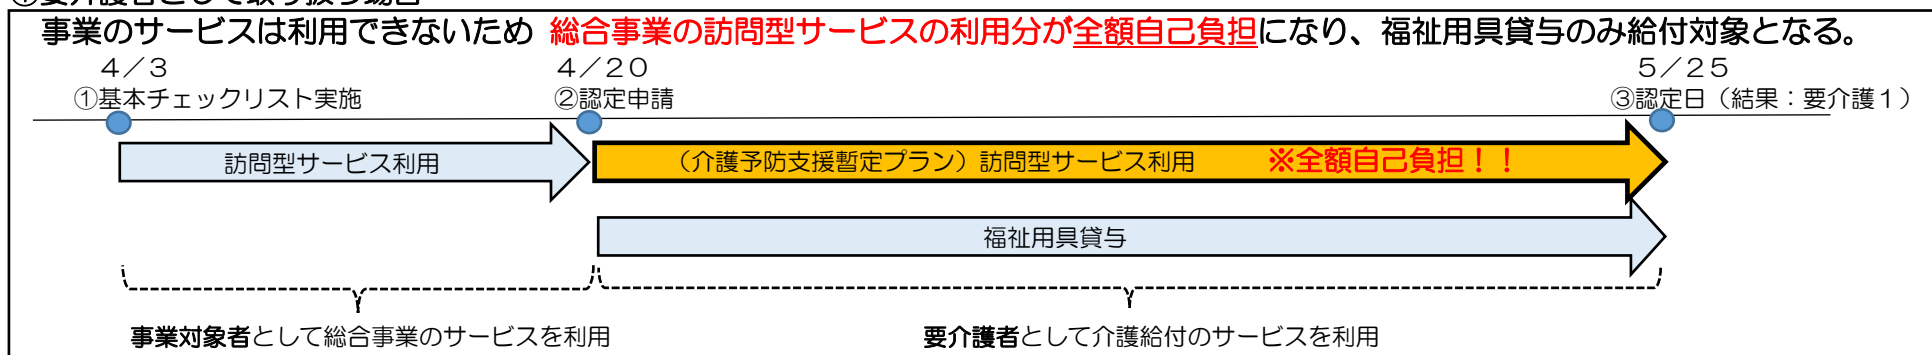 事業のサービスは利用できないため 総合事業の訪問型サービスの利用分が全額自己負担になり、福祉用具貸与のみ給付対象となる。
４／３ ４／２０ ５／２５
①基本チェックリスト実施 ②認定申請 ③認定日（結果：要介護１）
訪問型サービス利用 （介護予防支援暫定プラン）訪問型サービス利用 ※全額自己負担！！
福祉用具貸与
事業対象者として総合事業のサービスを利用 要介護者として介護給付のサービスを利用